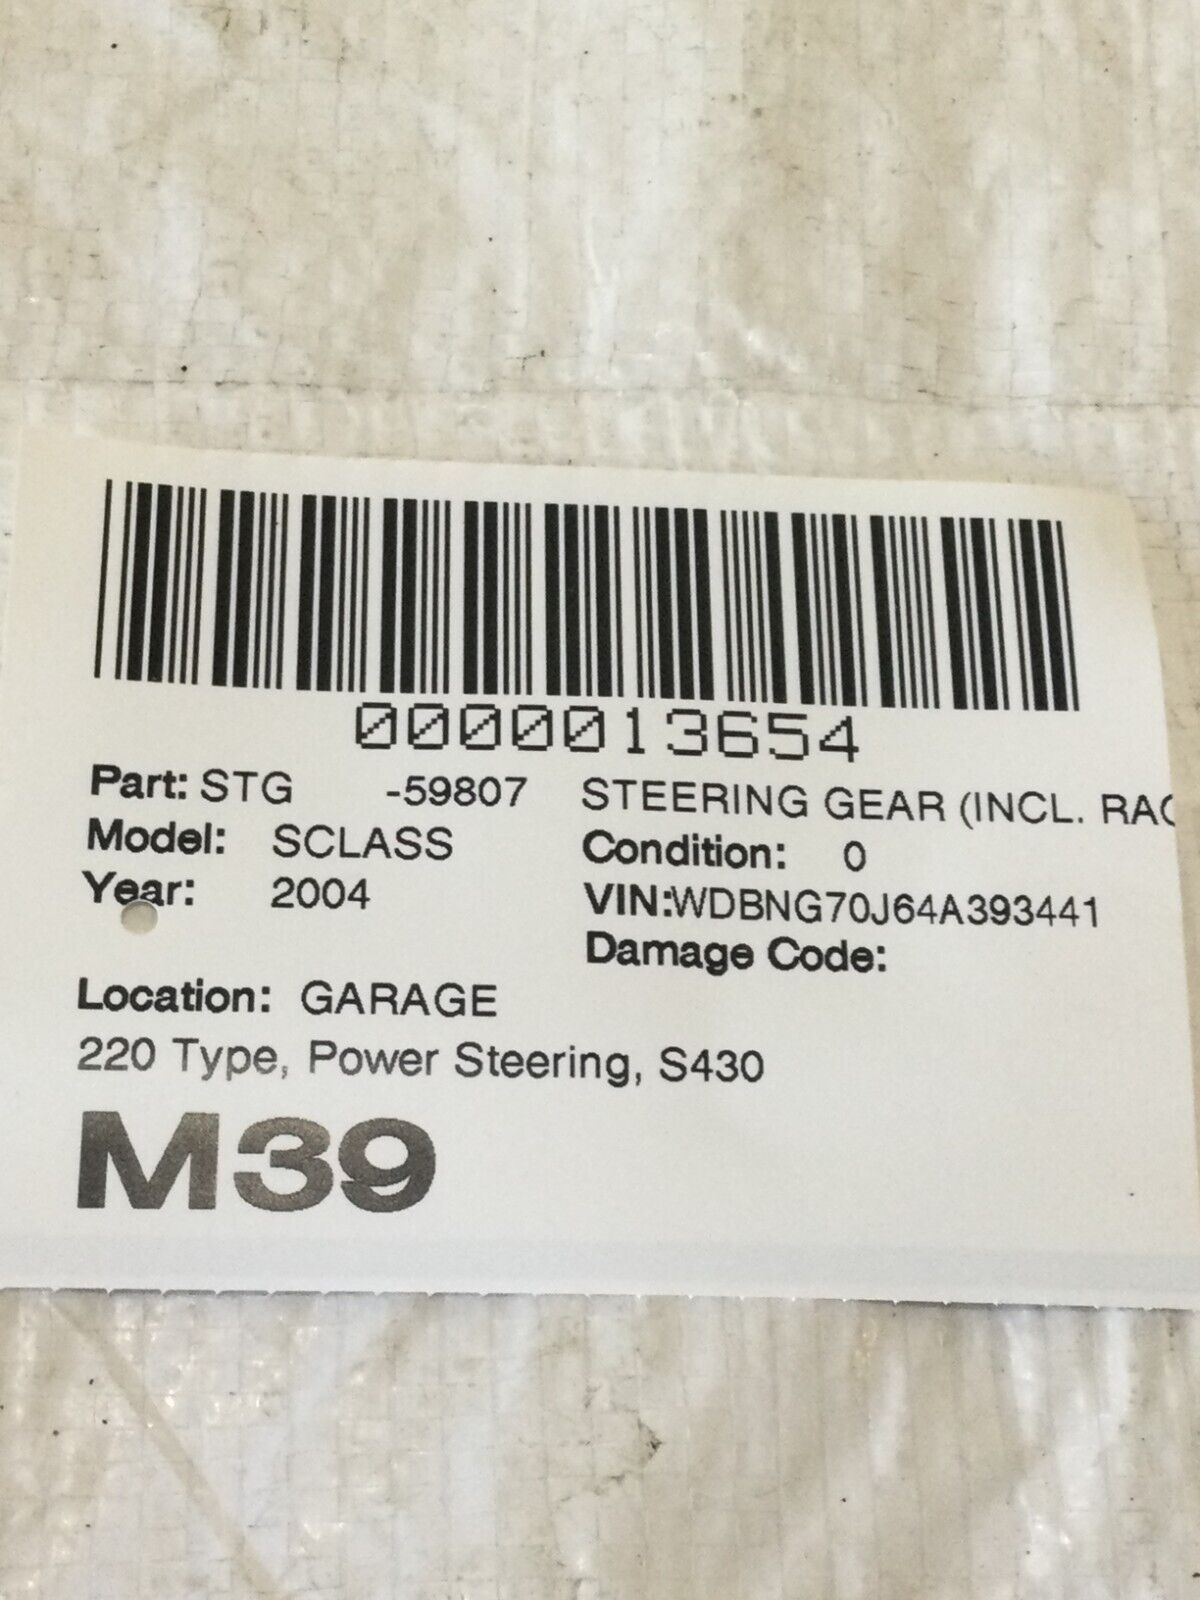 0000013654
Part: STG -59807 STEERING GEAR (INCL. RAC
Model: SCLASS Condition: 0
Year: 2004 VIN:WDBNG70J64A393441
Damage Code:
Location: GARAGE
220 Type, Power Steering, S430
M39